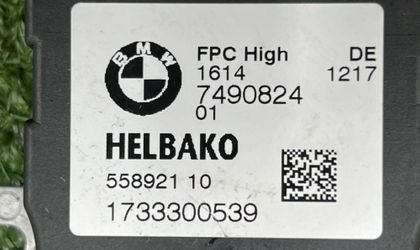 BMW
FPC High DE
1614 1217
7490824
01
HELBAKO
558921 10
1733300539